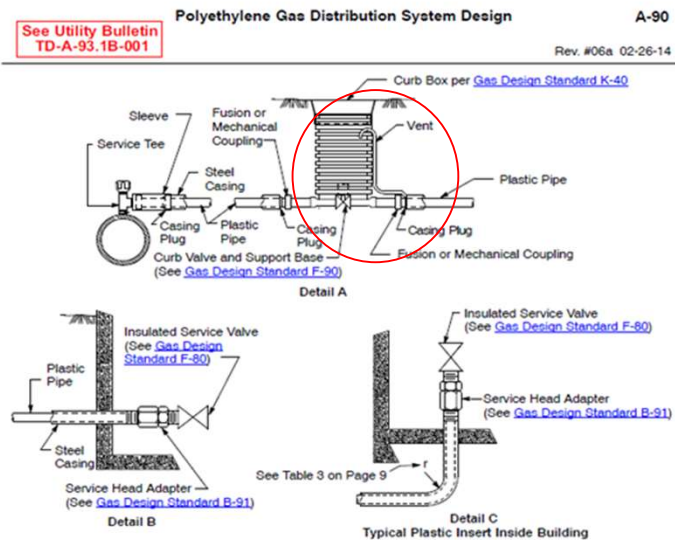 Polyethylene Gas Distribution System Design
A-90
See Utility Bulletin
TD-A-93.1B-001
Rev. #06a 02-26-14
Curb Box per Gas Design Standard K-40
Sleeve
Fusion or
Mechanical
Coupling
Vent
Service Tee
Steel
Casing
Plastic Pipe
Casing
Plug
Plastic
Pipe
Casing
Plug
Casing Plug
Curb Valve and Support Base
(See Gas Design Standard F-90)
Fusion or Mechanical Coupling
Detail A
Insulated Service Valve
(See Gas Design
Standard F-80)
Plastic
Pipe
Steel
Casing
Service Head Adapter
(See Gas Design Standard B-91)
Detail B
Insulated Service Valve
(See Gas Design Standard F-80)
Service Head Adapter
(See Gas Design Standard B-91)
See Table 3 on Page 9
r
Detail C
Typical Plastic Insert Inside Building